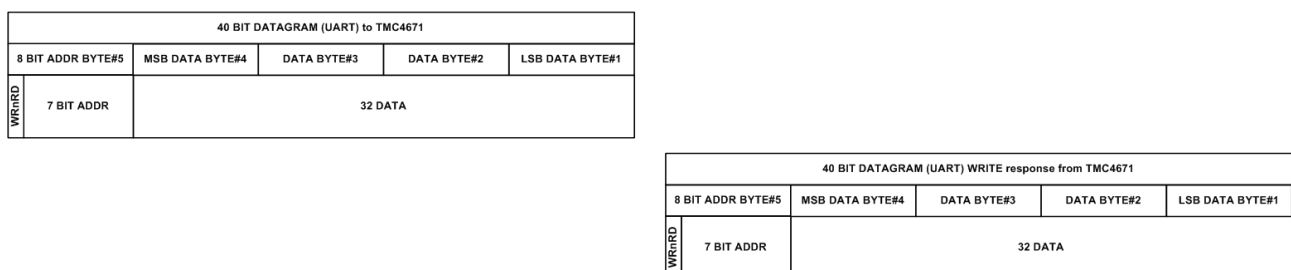 40 BIT DATAGRAM (UART) to TMC4671
8 BIT ADDR BYTE#5 MSB DATA BYTE#4 DATA BYTE#3 DATA BYTE#2 LSB DATA BYTE#1
WRnRD 7 BIT ADDR 32 DATA
40 BIT DATAGRAM (UART) WRITE response from TMC4671
8 BIT ADDR BYTE#5 MSB DATA BYTE#4 DATA BYTE#3 DATA BYTE#2 LSB DATA BYTE#1
WRnRD 7 BIT ADDR 32 DATA